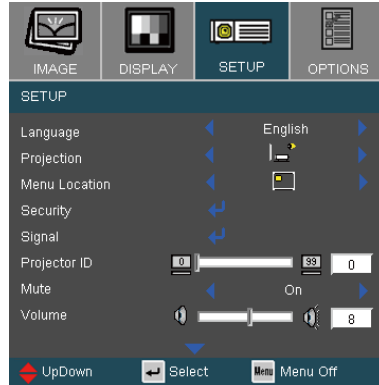 IMAGE DISPLAY SETUP OPTIONS
SETUP
Language English
Projection
Menu Location
Security
Signal
Projector ID 0 99 0
Mute On
Volume 8
UpDown Select Menu Menu Off